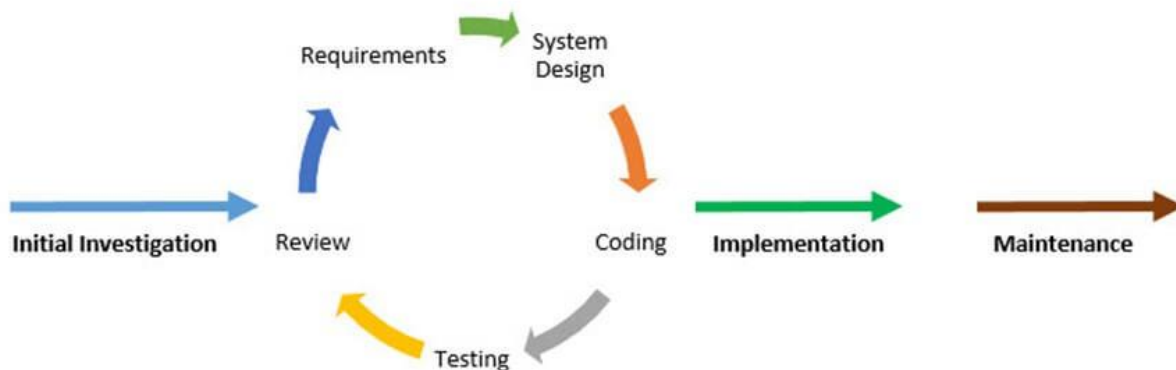 Requirements
System
Design
Initial Investigation
Review
Coding
Implementation
Maintenance
Testing